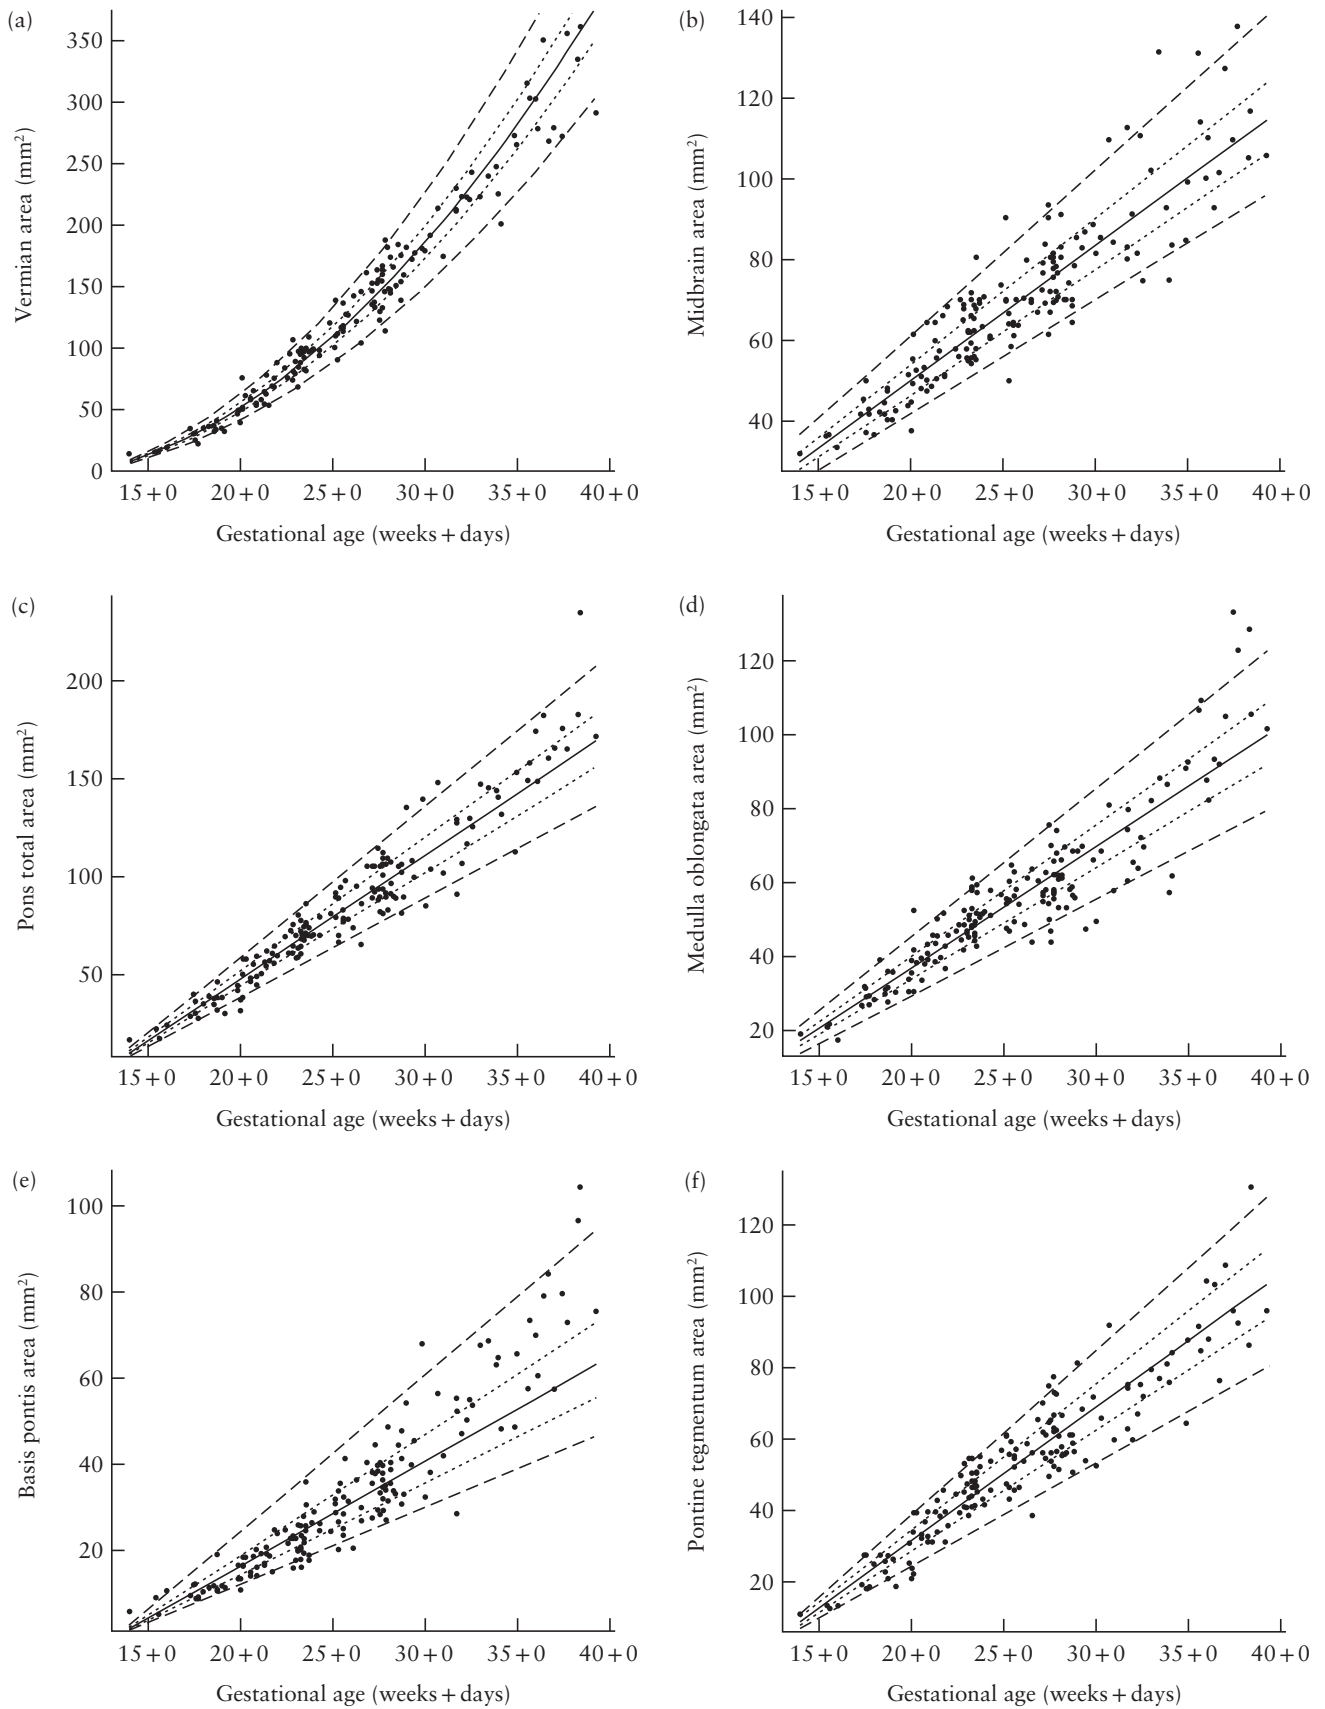 (a)
Vermian area (mm²)
350
300
250
200
150
100
50
0
15+0 20+0 25+0 30+0 35+0 40+0
Gestational age (weeks+days)
(b)
Midbrain area (mm²)
140
120
100
80
60
40
15+0 20+0 25+0 30+0 35+0 40+0
Gestational age (weeks+days)
(c)
Pons total area (mm²)
200
150
100
50
15+0 20+0 25+0 30+0 35+0 40+0
Gestational age (weeks+days)
(d)
Medulla oblongata area (mm²)
120
100
80
60
40
20
15+0 20+0 25+0 30+0 35+0 40+0
Gestational age (weeks+days)
(e)
Basis pontis area (mm²)
100
80
60
40
20
15+0 20+0 25+0 30+0 35+0 40+0
Gestational age (weeks+days)
(f)
Pontine tegmentum area (mm²)
120
100
80
60
40
20
15+0 20+0 25+0 30+0 35+0 40+0
Gestational age (weeks+days)